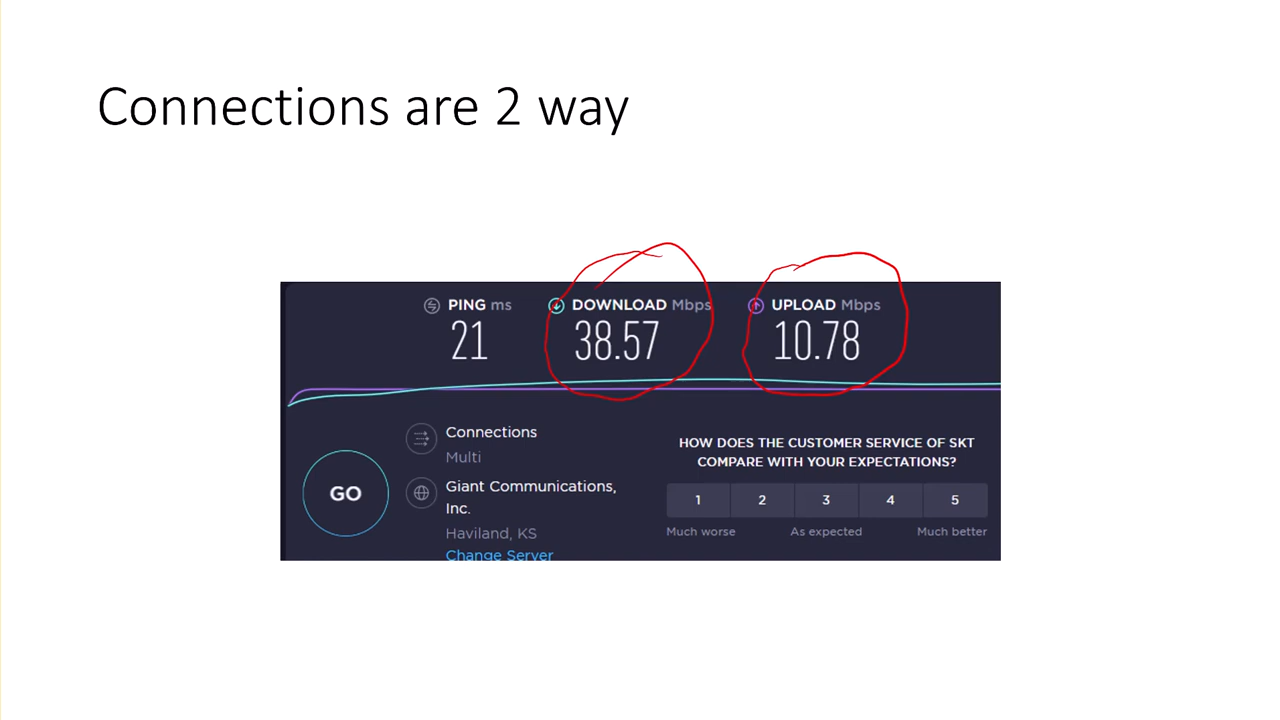 Connections are 2 way
PING ms
DOWNLOAD Mbps
UPLOAD Mbps
21
38.57
10.78
Connections
Multi
Giant Communications,
Inc.
Haviland, KS
Change Server
GO
HOW DOES THE CUSTOMER SERVICE OF SKT
COMPARE WITH YOUR EXPECTATIONS?
1 2 3 4 5
Much worse As expected Much better